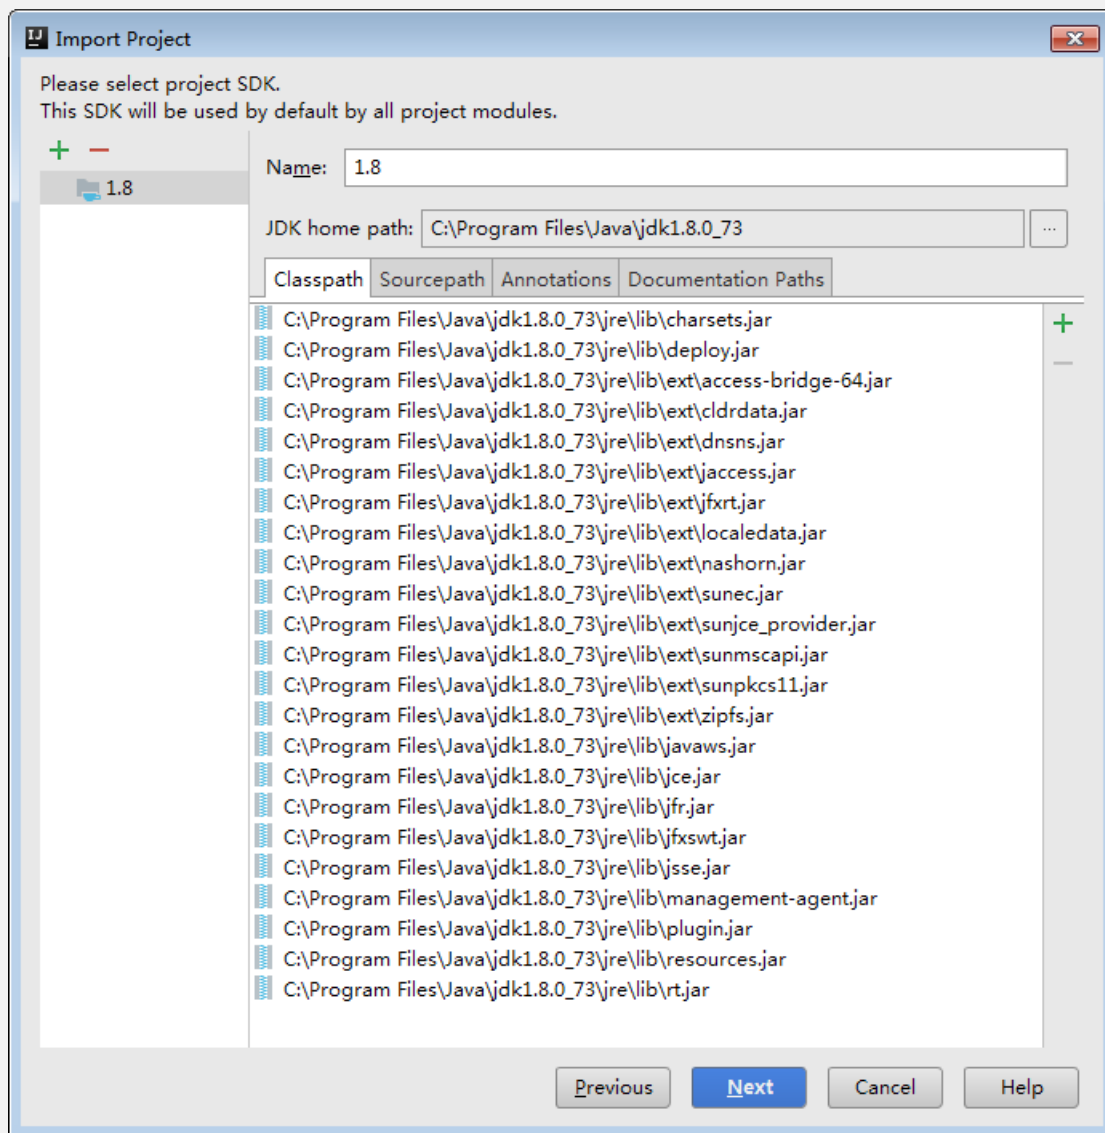 IJ Import Project
Please select project SDK.
This SDK will be used by default by all project modules.
1.8
Name: 1.8
JDK home path: C:\Program Files\Java\jdk1.8.0_73 ...
Classpath Sourcepath Annotations Documentation Paths
C:\Program Files\Java\jdk1.8.0_73\jre\lib\charsets.jar
C:\Program Files\Java\jdk1.8.0_73\jre\lib\deploy.jar
C:\Program Files\Java\jdk1.8.0_73\jre\lib\ext\access-bridge-64.jar
C:\Program Files\Java\jdk1.8.0_73\jre\lib\ext\cldrdata.jar
C:\Program Files\Java\jdk1.8.0_73\jre\lib\ext\dnsns.jar
C:\Program Files\Java\jdk1.8.0_73\jre\lib\ext\jaccess.jar
C:\Program Files\Java\jdk1.8.0_73\jre\lib\ext\jfxrt.jar
C:\Program Files\Java\jdk1.8.0_73\jre\lib\ext\localedata.jar
C:\Program Files\Java\jdk1.8.0_73\jre\lib\ext\nashorn.jar
C:\Program Files\Java\jdk1.8.0_73\jre\lib\ext\sunec.jar
C:\Program Files\Java\jdk1.8.0_73\jre\lib\ext\sunjce_provider.jar
C:\Program Files\Java\jdk1.8.0_73\jre\lib\ext\sunmscapi.jar
C:\Program Files\Java\jdk1.8.0_73\jre\lib\ext\sunpkcs11.jar
C:\Program Files\Java\jdk1.8.0_73\jre\lib\ext\zipfs.jar
C:\Program Files\Java\jdk1.8.0_73\jre\lib\javaws.jar
C:\Program Files\Java\jdk1.8.0_73\jre\lib\jce.jar
C:\Program Files\Java\jdk1.8.0_73\jre\lib\jfr.jar
C:\Program Files\Java\jdk1.8.0_73\jre\lib\jfxswt.jar
C:\Program Files\Java\jdk1.8.0_73\jre\lib\jsse.jar
C:\Program Files\Java\jdk1.8.0_73\jre\lib\management-agent.jar
C:\Program Files\Java\jdk1.8.0_73\jre\lib\plugin.jar
C:\Program Files\Java\jdk1.8.0_73\jre\lib\resources.jar
C:\Program Files\Java\jdk1.8.0_73\jre\lib\rt.jar
Previous Next Cancel Help